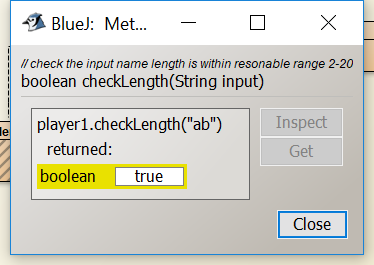 BlueJ: Met...
// check the input name length is within resonable range 2-20
boolean checkLength(String input)
player1.checkLength("ab")
returned:
boolean true
Inspect
Get
Close